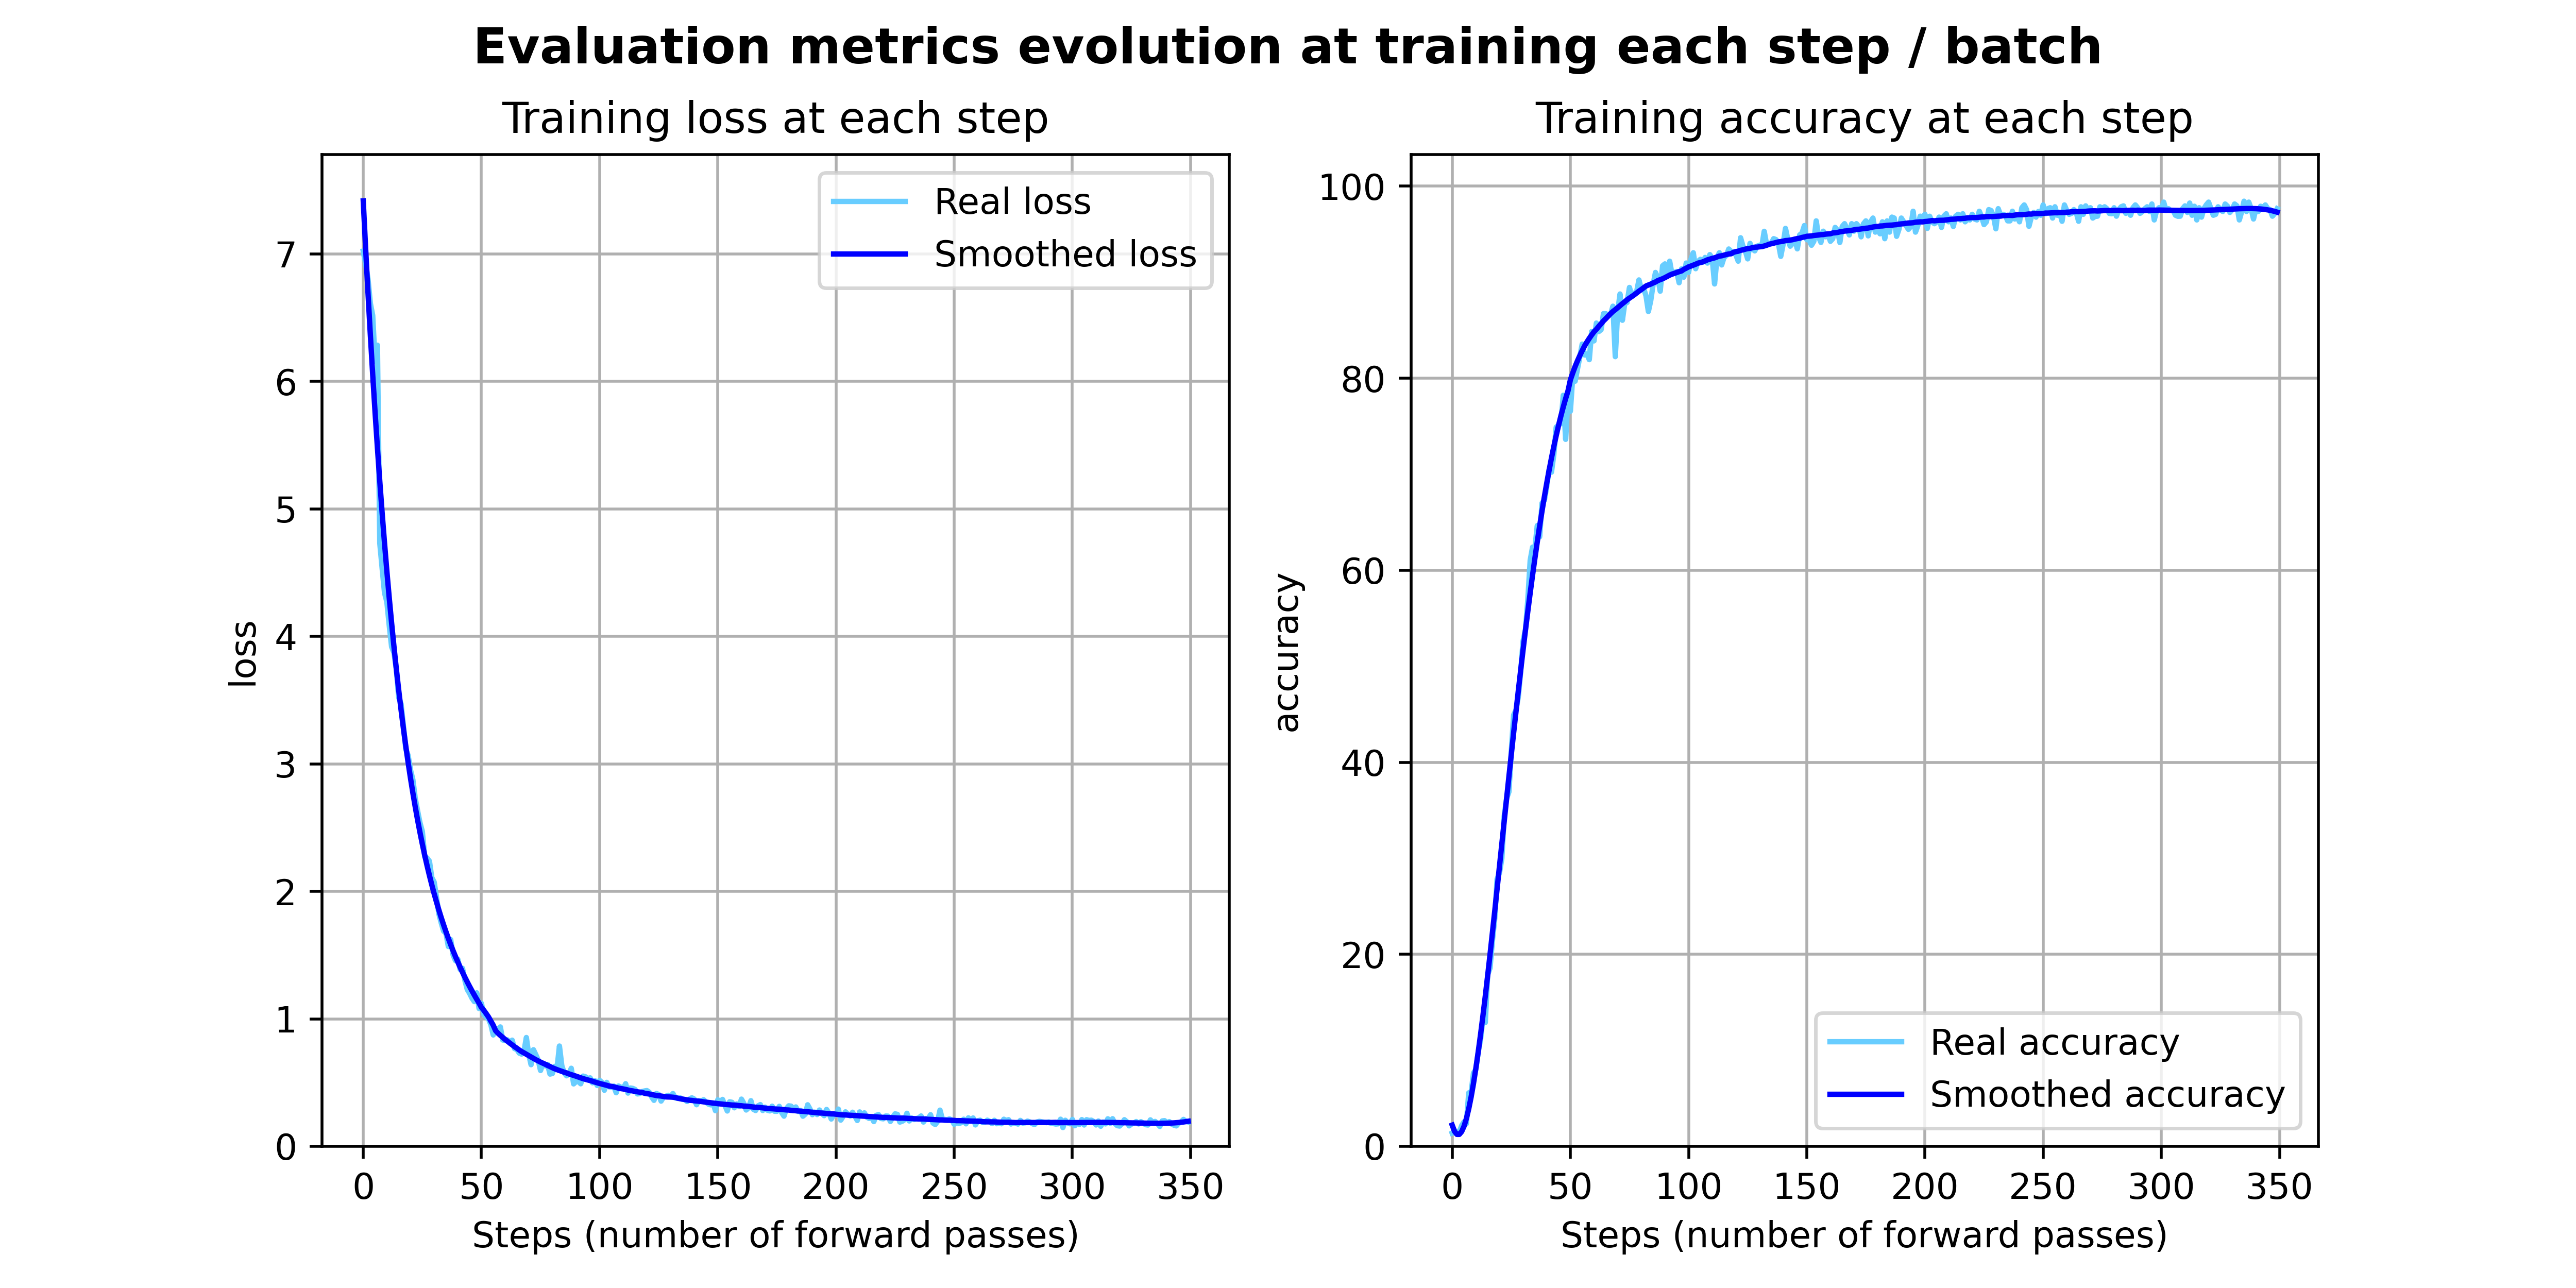 Evaluation metrics evolution at training each step / batch
Training loss at each step
Real loss
Smoothed loss
7
6
5
4
3
2
1
0
loss
0 50 100 150 200 250 300 350
Steps (number of forward passes)
Training accuracy at each step
100
80
60
40
20
0
accuracy
Real accuracy
Smoothed accuracy
0 50 100 150 200 250 300 350
Steps (number of forward passes)